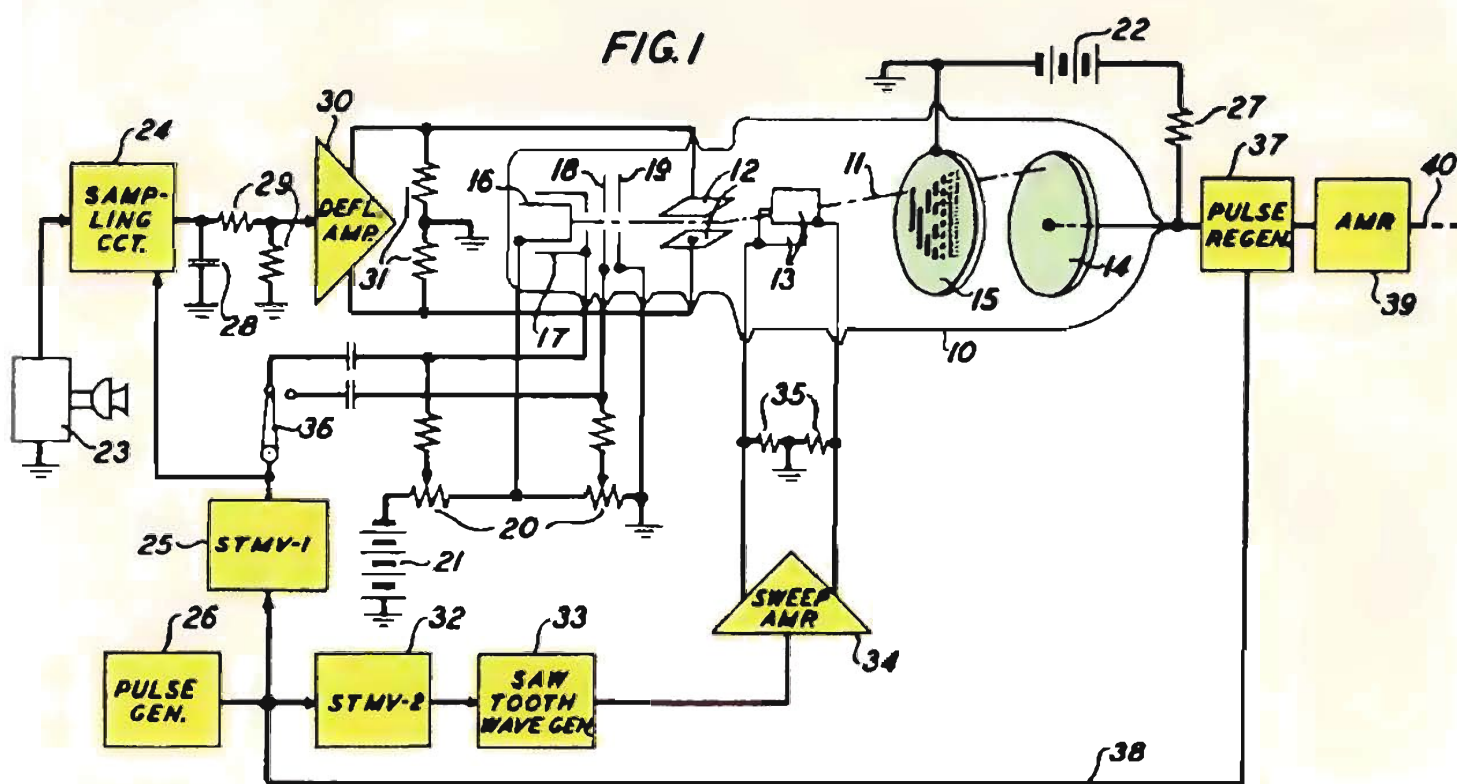 FIG. 1
22
30
24
27
18
19
12
11
37
40
16
29
SAMP-
LING
CCT.
DEFL.
AMP.
PULSE
REGEN.
AMR
31
13
14
15
17
28
39
10
36
35
23
20
25
STMV-1
21
26
32
33
SWEEP
AMR
34
PULSE
GEN.
STMV-2
SAW
TOOTH
WAVE GEN.
38